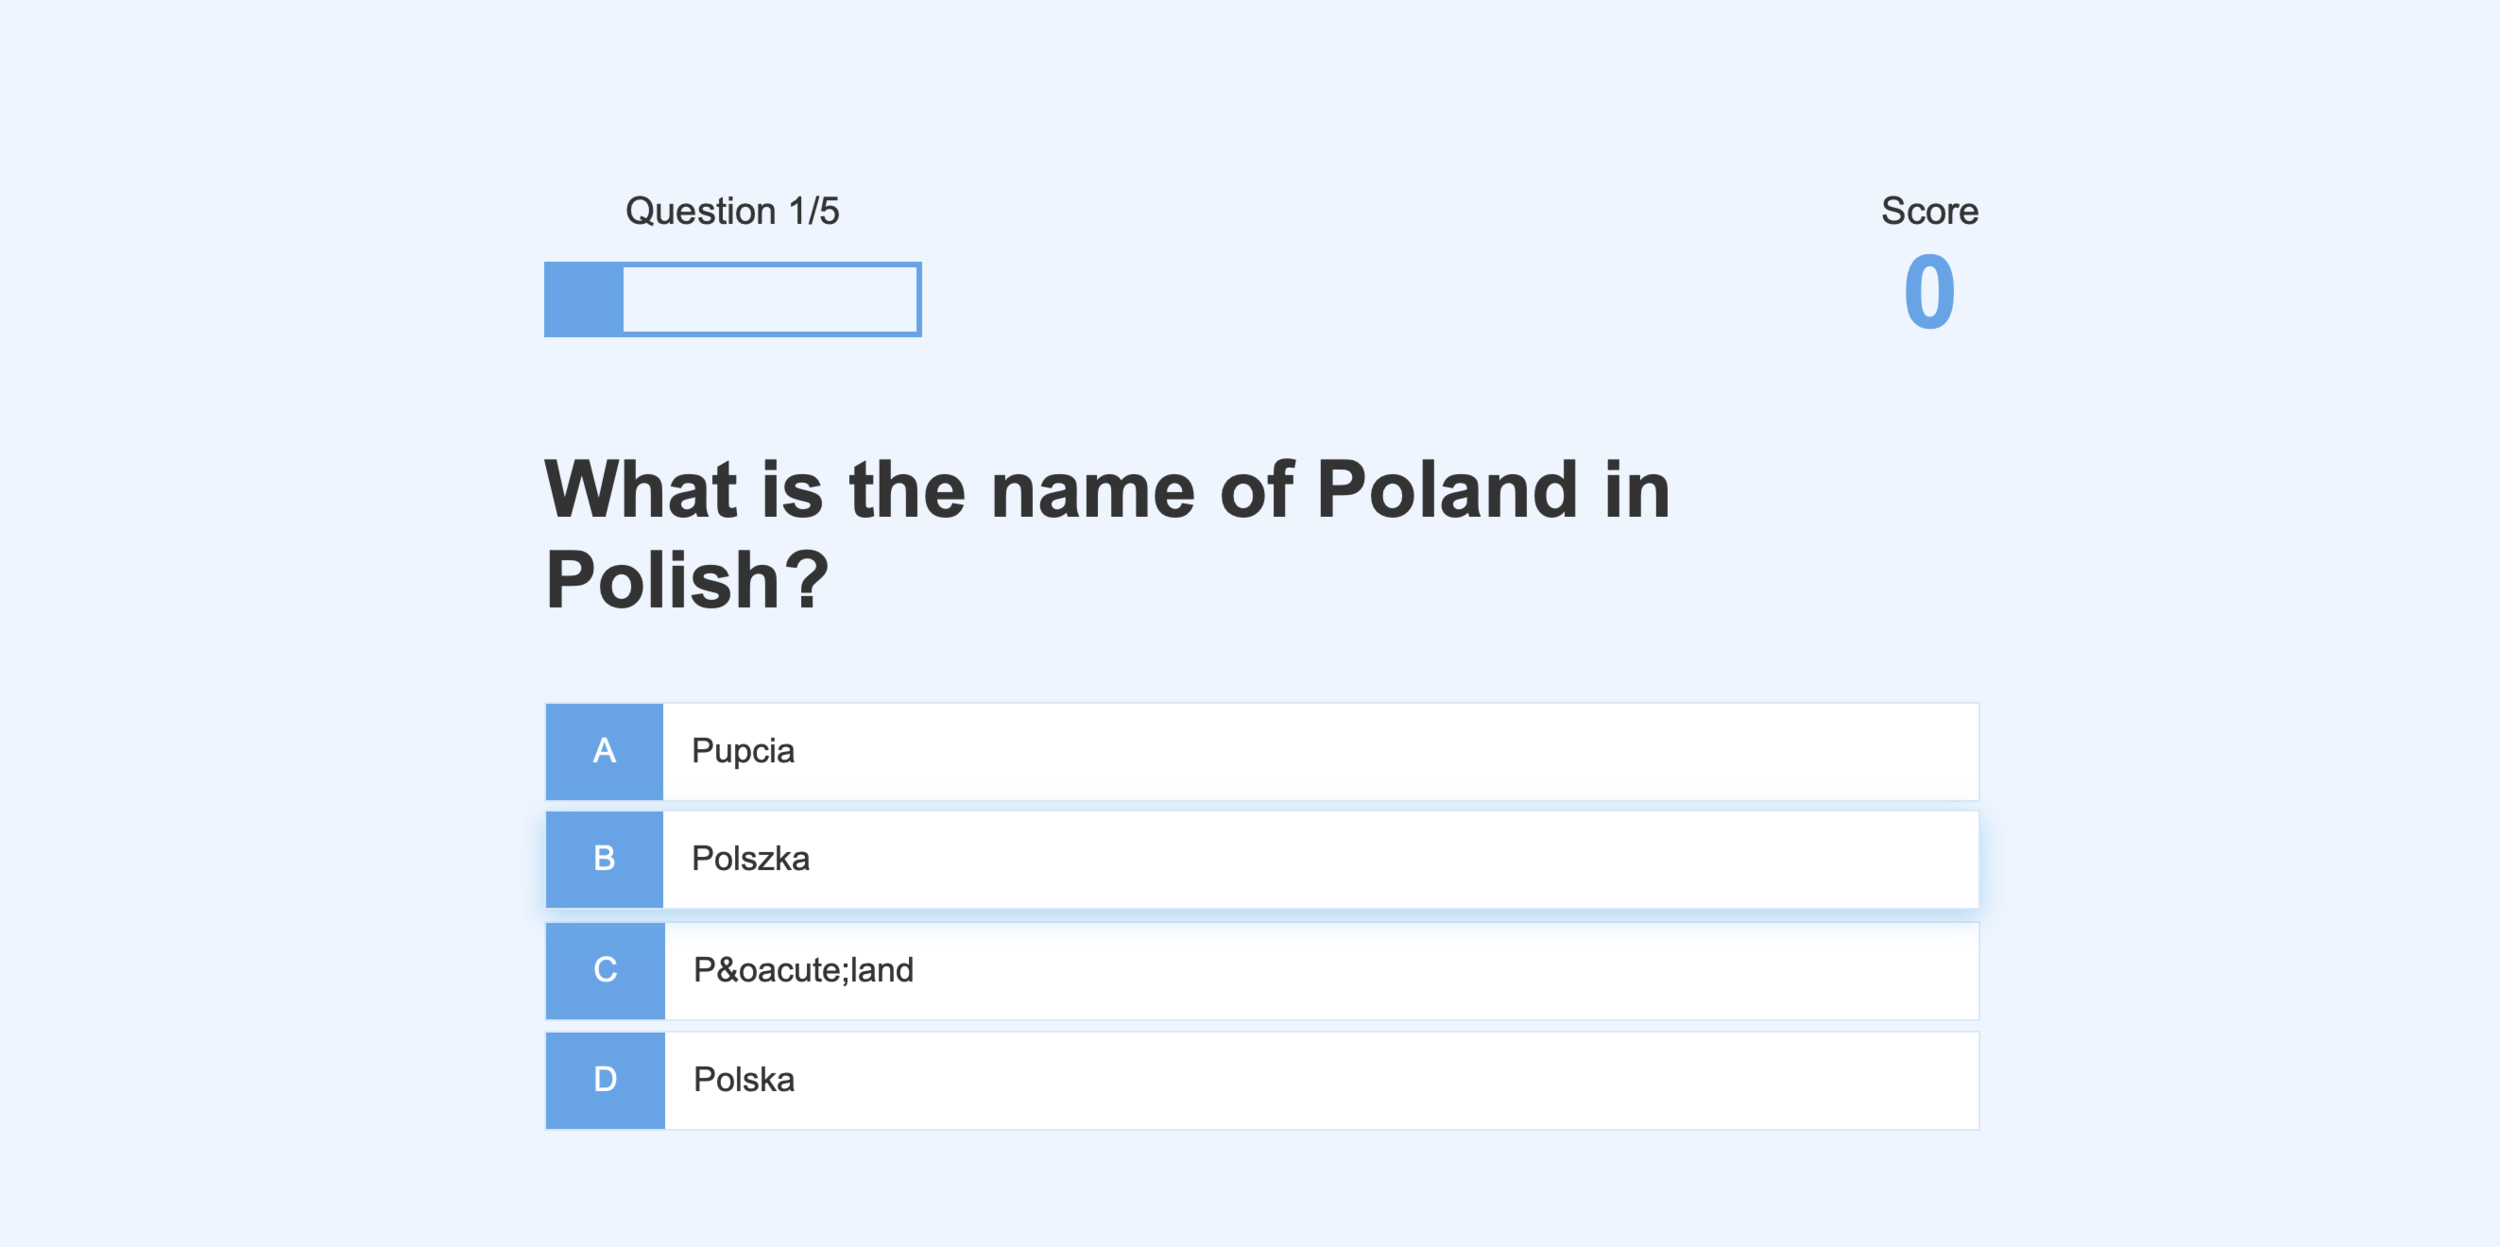 Question 1/5
Score
0
What is the name of Poland in
Polish?
A Pupcia
B Polszka
C P&oacute;land
D Polska